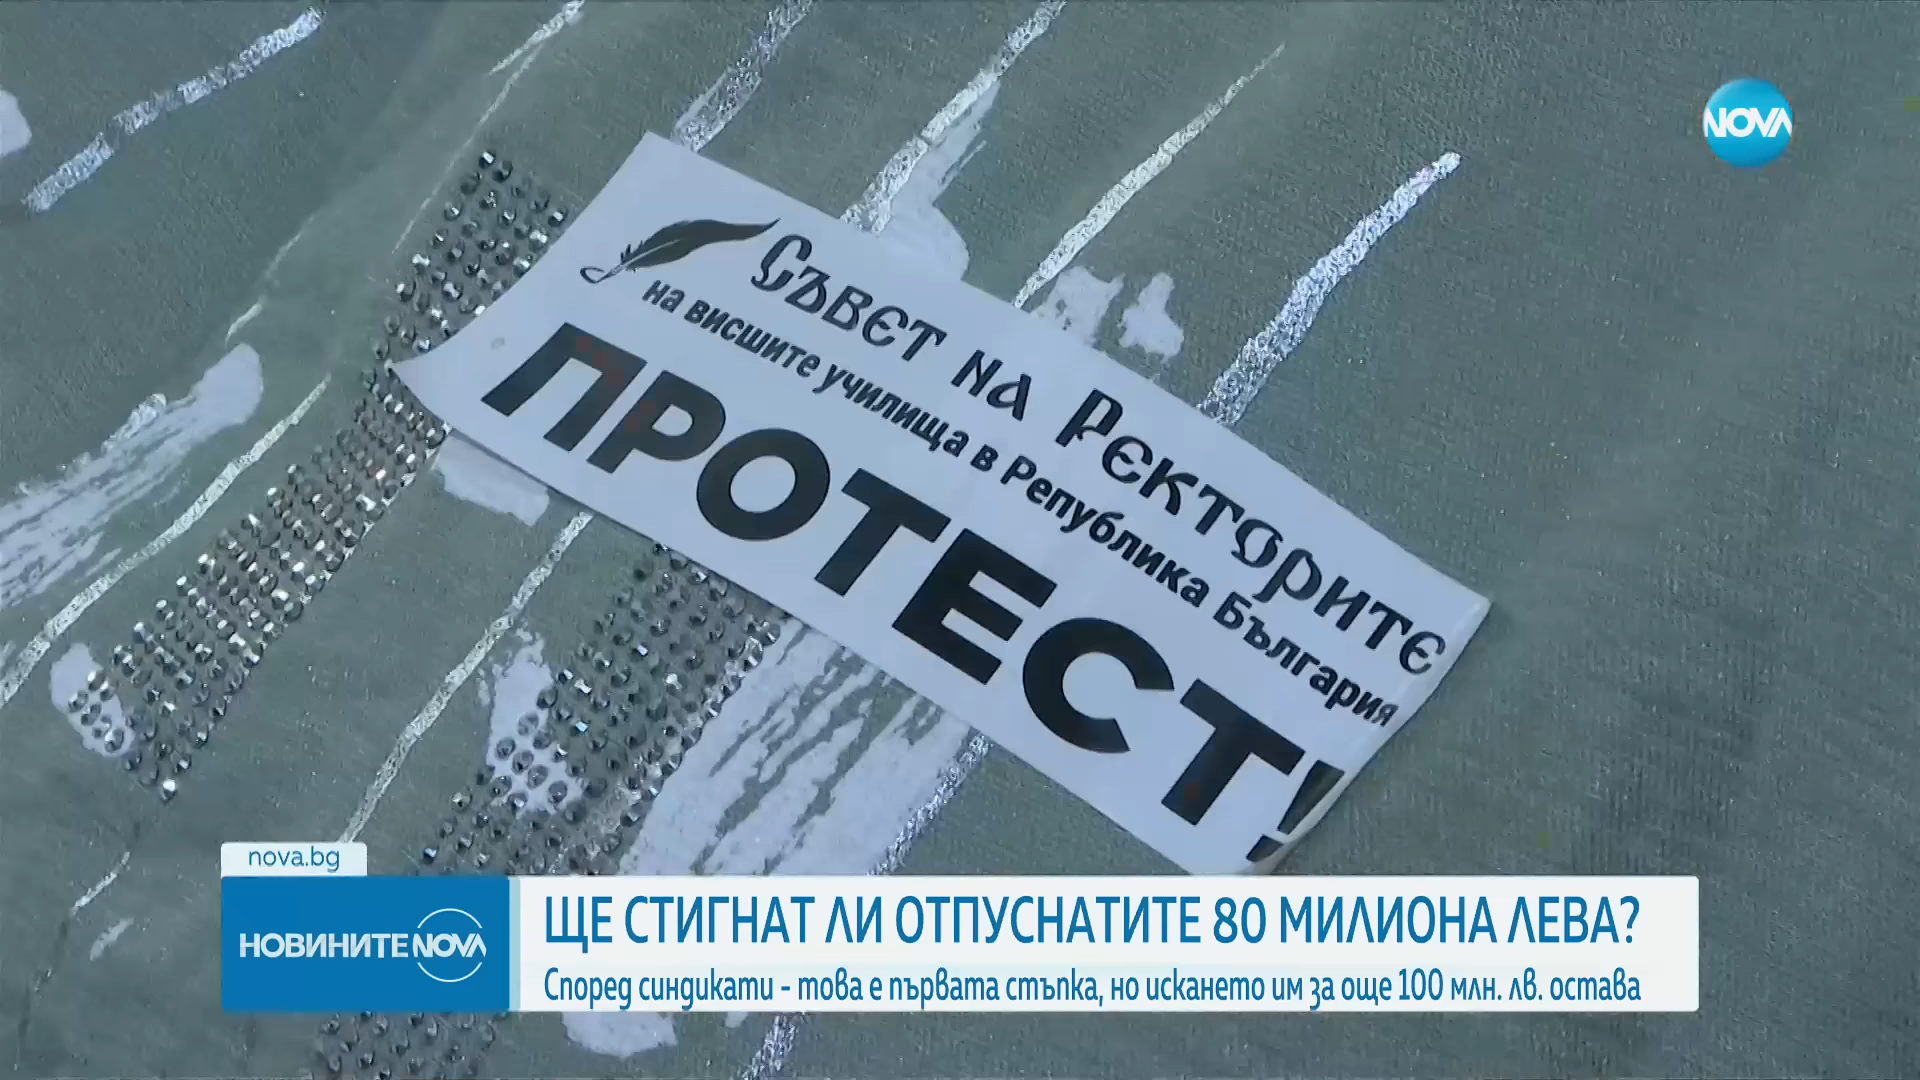 NOVA
Съвет на Ректорите
на висшите училища в Република България
ПРОТЕСТ!
nova.bg
НОВИНИТЕ NOVA
ЩЕ СТИГНАТ ЛИ ОТПУСНАТИТЕ 80 МИЛИОНА ЛЕВА?
Според синдикати - това е първата стъпка, но искането им за още 100 млн. лв. остава